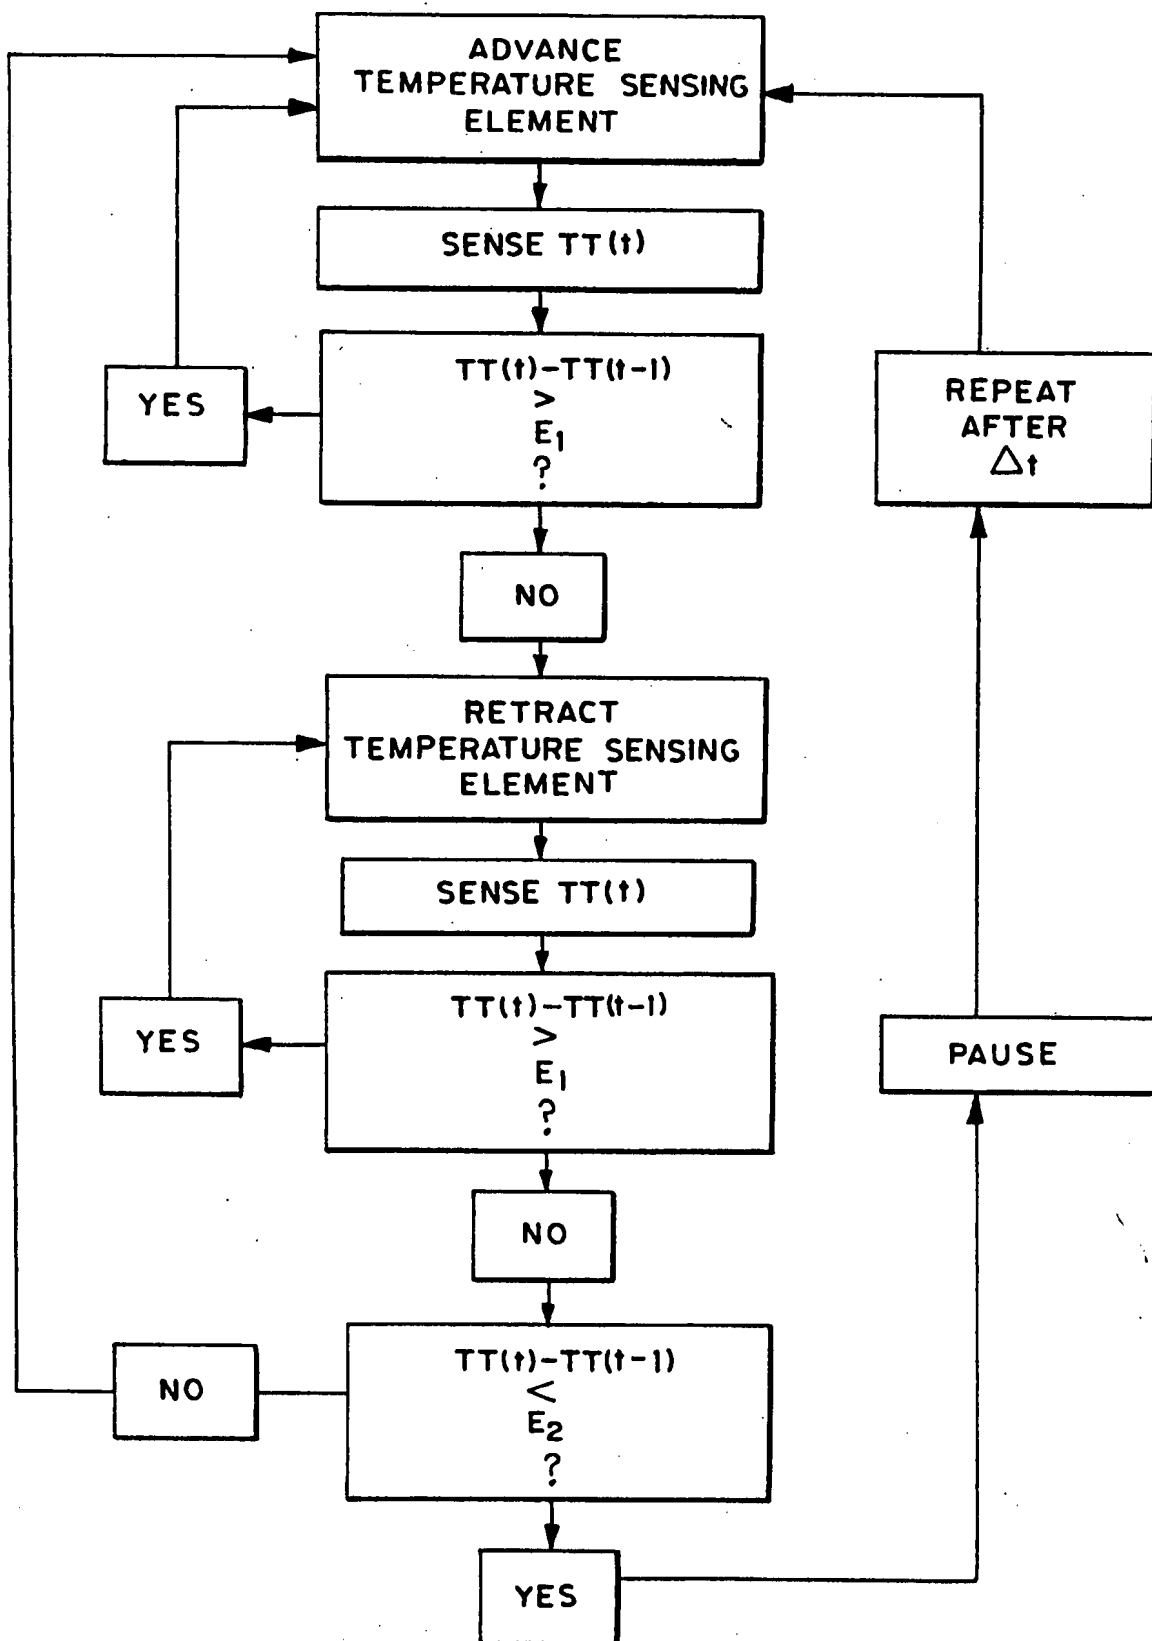 ADVANCE
TEMPERATURE SENSING
ELEMENT
SENSE TT(t)
TT(t)-TT(t-1)
>
E1
?
YES
REPEAT
AFTER
Δt
NO
RETRACT
TEMPERATURE SENSING
ELEMENT
SENSE TT(t)
TT(t)-TT(t-1)
>
E1
?
YES
PAUSE
NO
TT(t)-TT(t-1)
<
E2
?
NO
YES